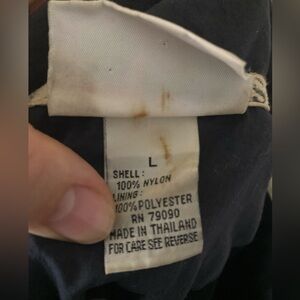 L
SHELL:
100% NYLON
LINING:
100% POLYESTER
RN 79090
MADE IN THAILAND
FOR CARE SEE REVERSE